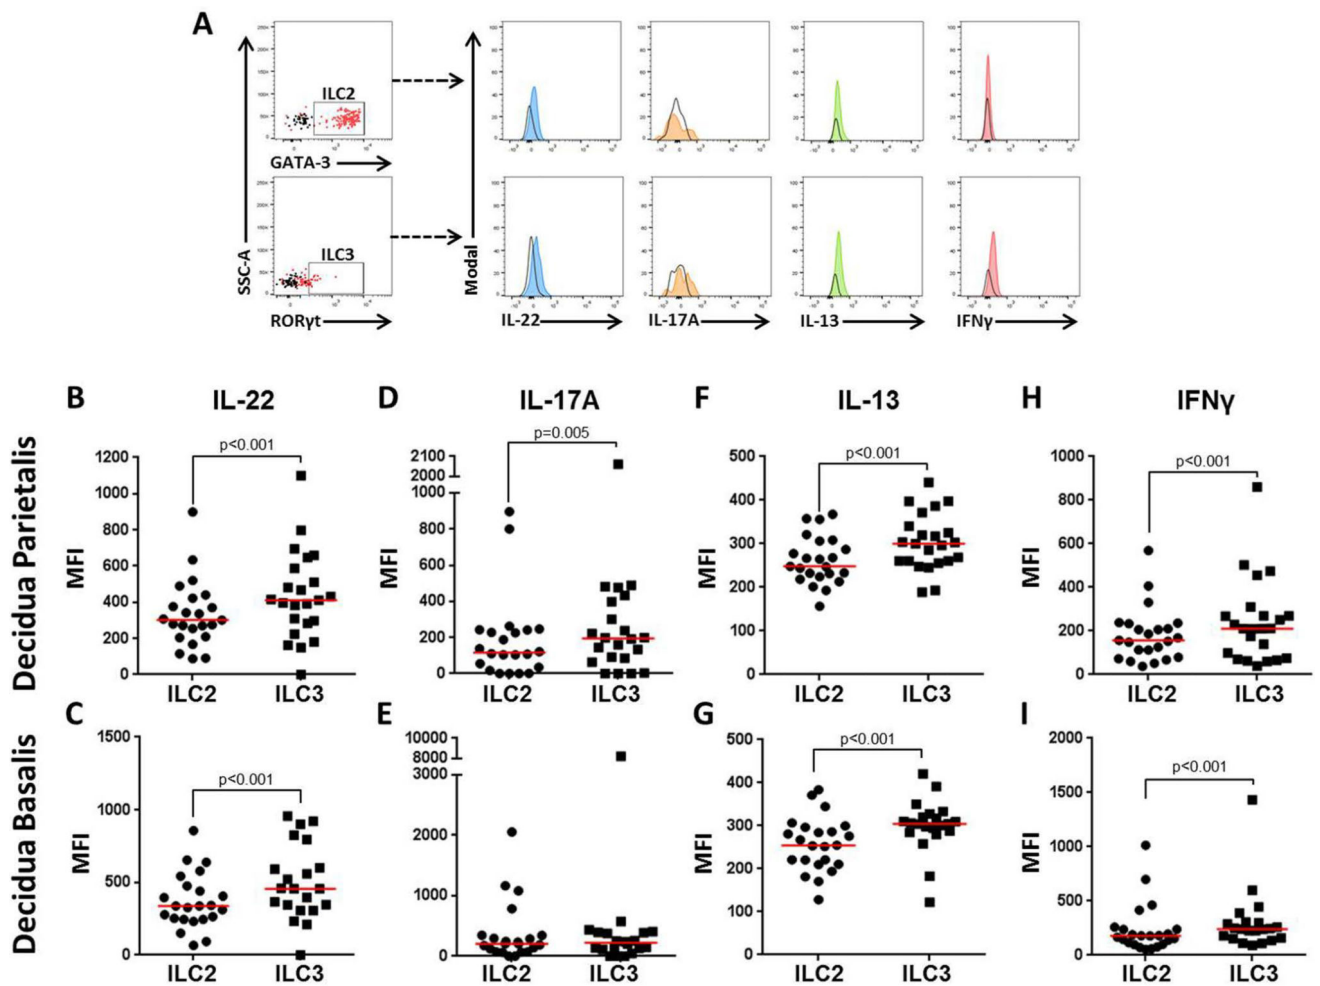 A
ILC2
GATA-3
ILC3
RORγt
SSC-A
Modal
IL-22
IL-17A
IL-13
IFNγ
B
IL-22
D
IL-17A
F
IL-13
H
IFNγ
Decidua Parietalis
MFI
1200
1000
800
600
400
200
0
p<0.001
ILC2
ILC3
MFI
2100
2000
1000
800
600
400
200
0
p=0.005
ILC2
ILC3
MFI
500
400
300
200
100
0
p<0.001
ILC2
ILC3
MFI
1000
800
600
400
200
0
p<0.001
ILC2
ILC3
Decidua Basalis
C
MFI
1500
1000
500
0
p<0.001
ILC2
ILC3
E
10000
8000
3000
2000
1000
0
ILC2
ILC3
G
MFI
500
400
300
200
100
0
p<0.001
ILC2
ILC3
I
MFI
2000
1500
1000
500
0
p<0.001
ILC2
ILC3